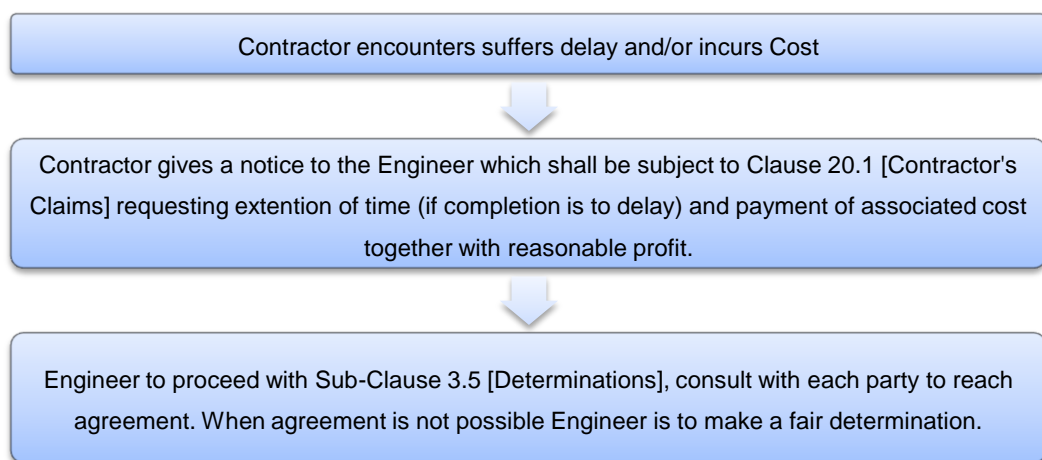 Contractor encounters suffers delay and/or incurs Cost
Contractor gives a notice to the Engineer which shall be subject to Clause 20.1 [Contractor's
Claims] requesting extention of time (if completion is to delay) and payment of associated cost
together with reasonable profit.
Engineer to proceed with Sub-Clause 3.5 [Determinations], consult with each party to reach
agreement. When agreement is not possible Engineer is to make a fair determination.